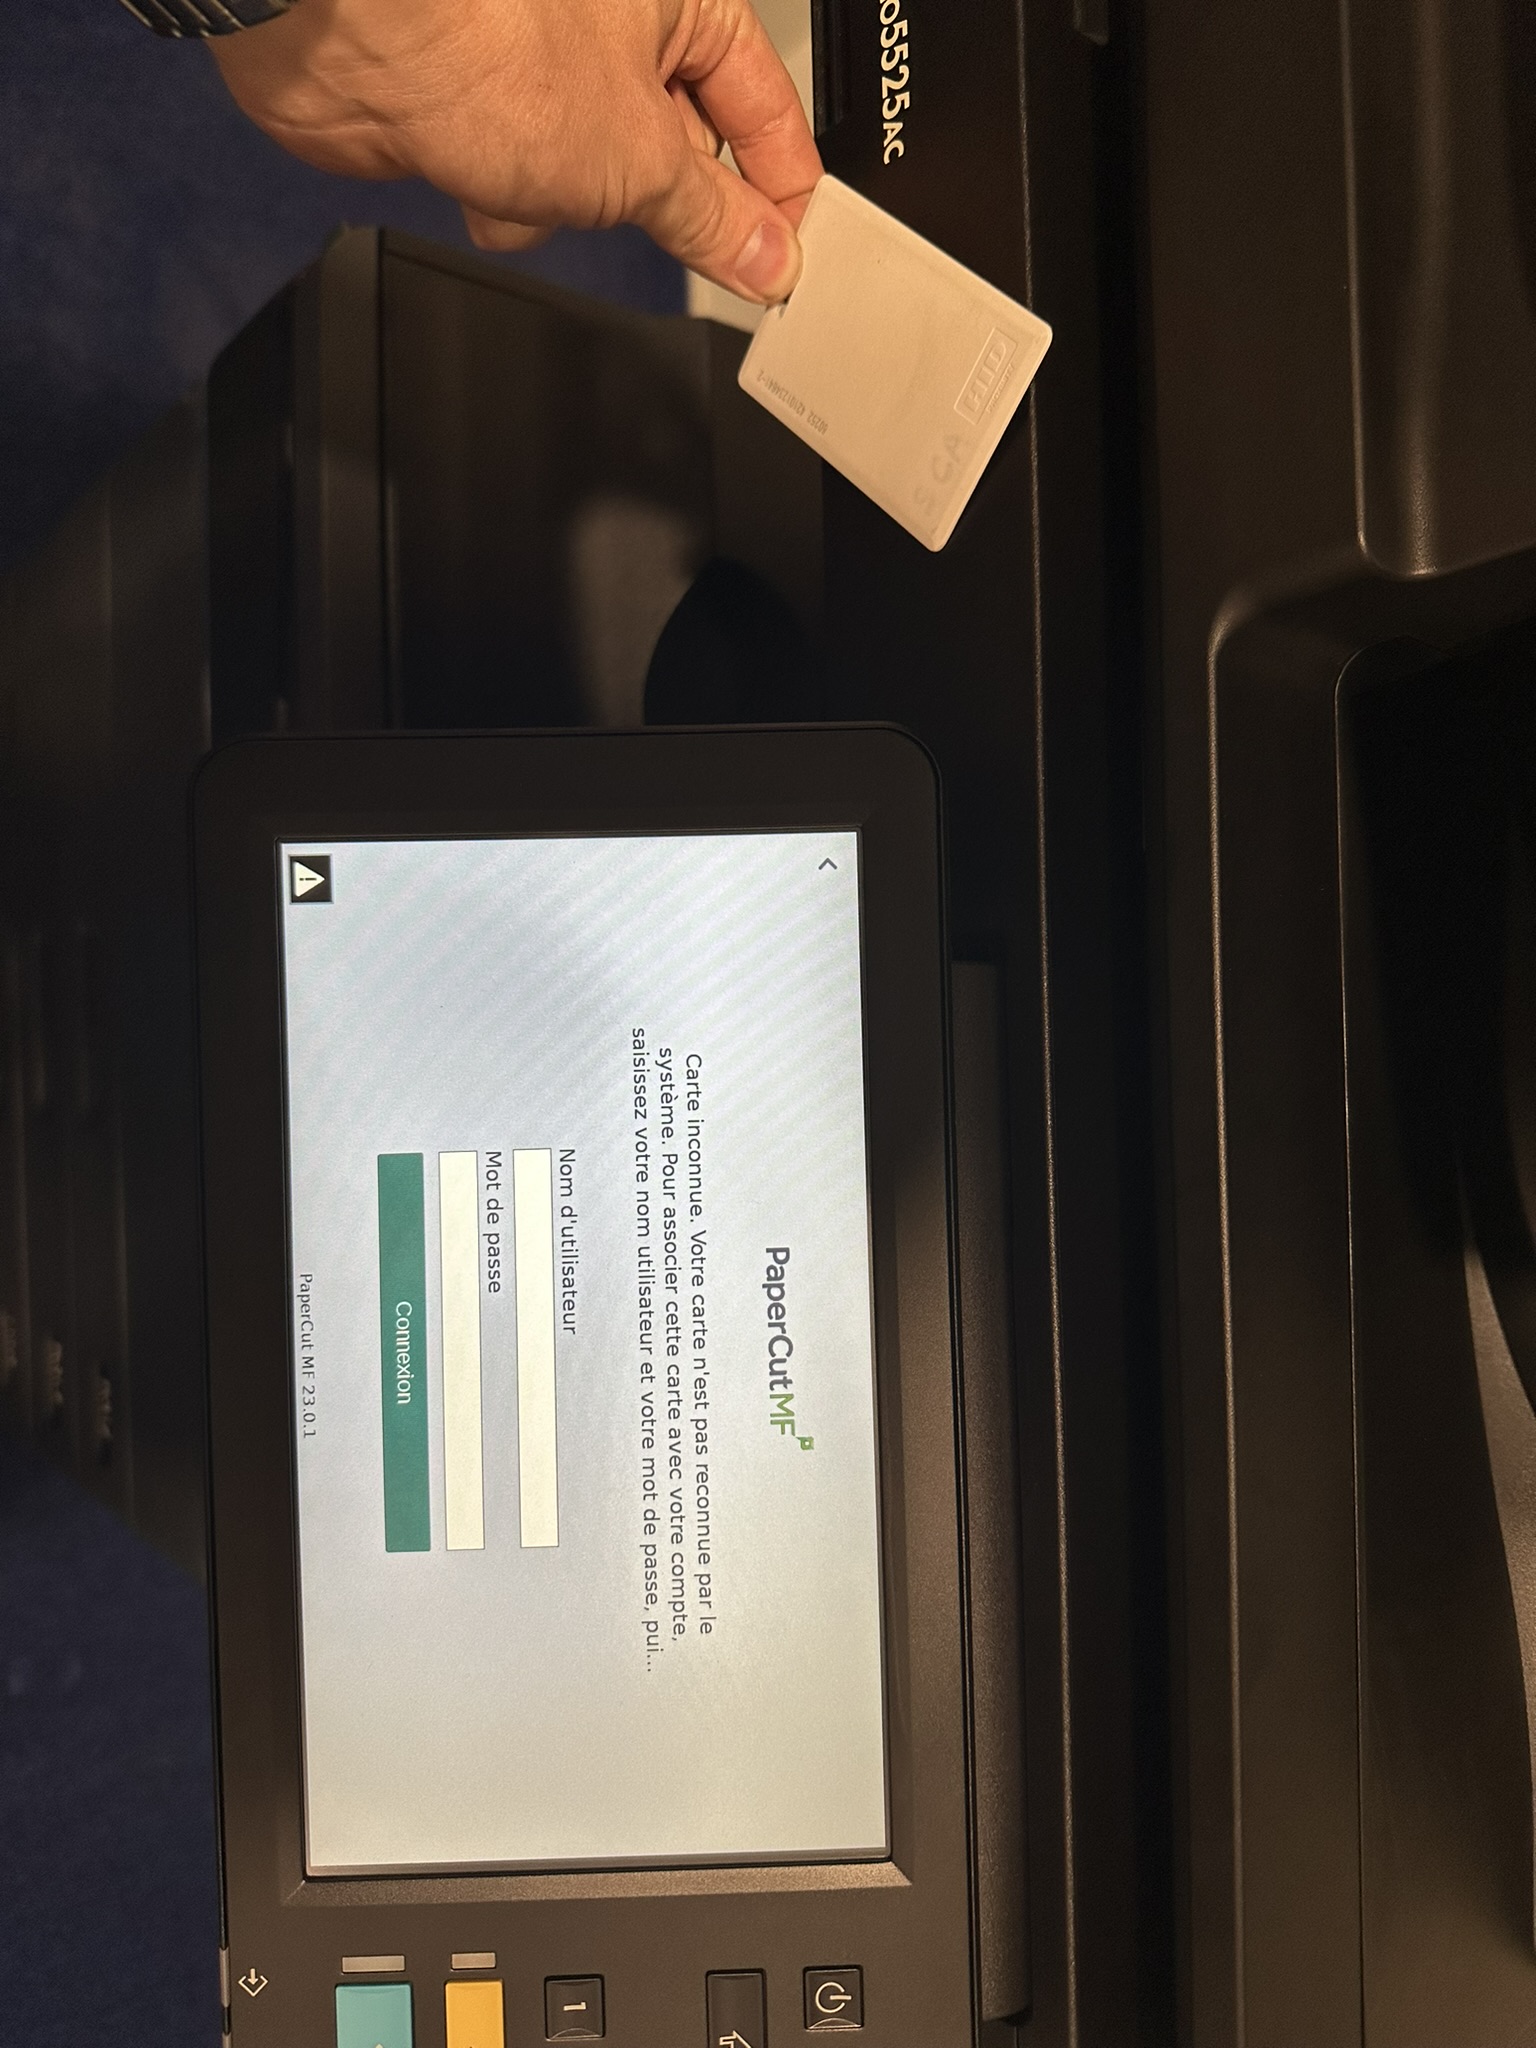 o5525AC
HID
PaperCutMF
Carte inconnue. Votre carte n'est pas reconnue par le
système. Pour associer cette carte avec votre compte,
saisissez votre nom utilisateur et votre mot de passe, pui...
Nom d'utilisateur
Mot de passe
Connexion
PaperCut MF 23.0.1
1